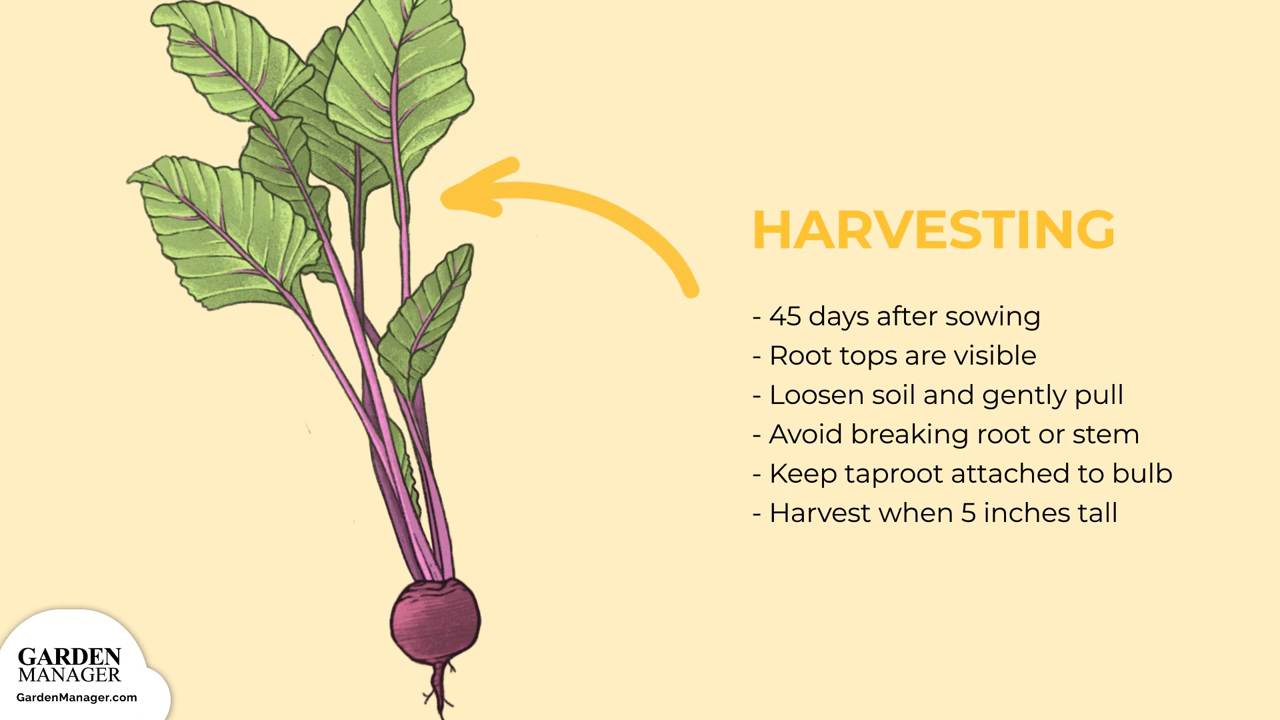 HARVESTING
- 45 days after sowing
- Root tops are visible
- Loosen soil and gently pull
- Avoid breaking root or stem
- Keep taproot attached to bulb
- Harvest when 5 inches tall
GARDEN
MANAGER
GardenManager.com